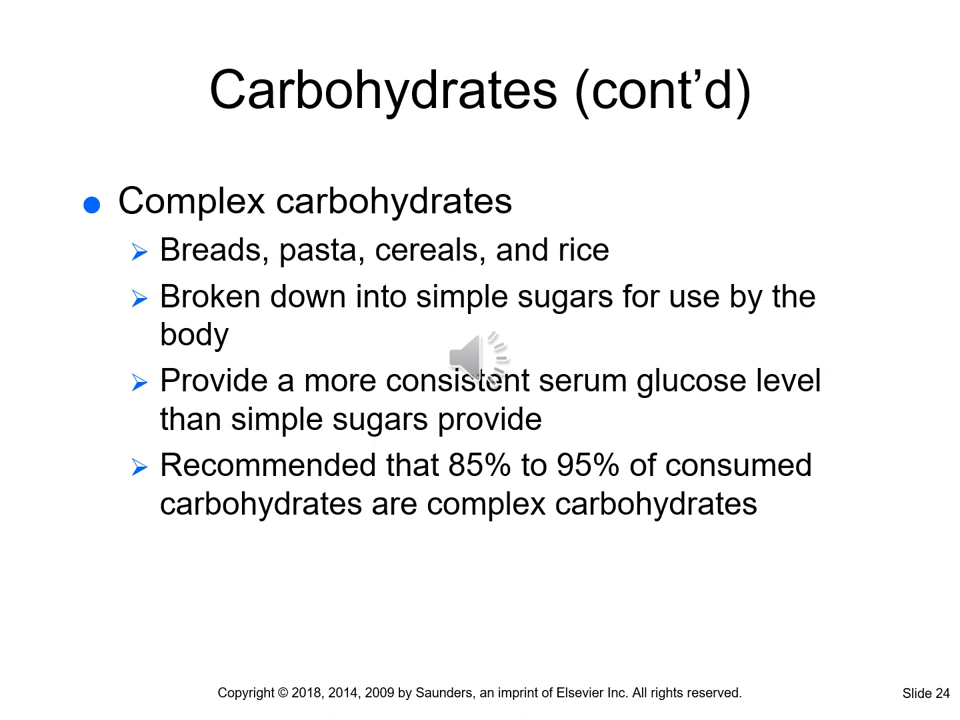 Carbohydrates (cont’d)
Complex carbohydrates
Breads, pasta, cereals, and rice
Broken down into simple sugars for use by the
body
Provide a more consistent serum glucose level
than simple sugars provide
Recommended that 85% to 95% of consumed
carbohydrates are complex carbohydrates
Copyright © 2018, 2014, 2009 by Saunders, an imprint of Elsevier Inc. All rights reserved.
Slide 24